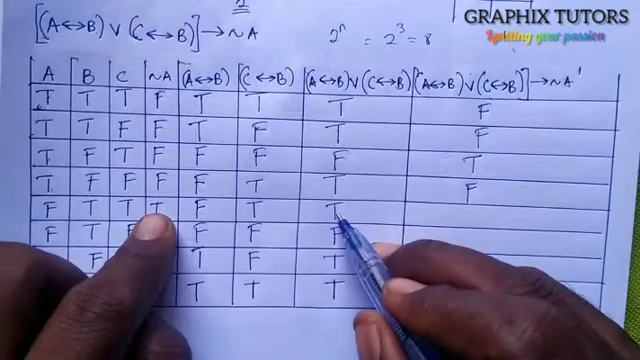 GRAPHIX TUTORS
Igniting your passion
[(A↔B) ∨ (C↔B)] → ~A
2ⁿ = 2³ = 8
A B C ~A (A↔B) (C↔B) (A↔B)∨(C↔B) [(A↔B)∨(C↔B)] → ~A
T T T F T T T F
T T F F T F T F
T F T F F F F T
T F F F F T T F
F T T T F T T
F T F F F F
F T F T
T T T